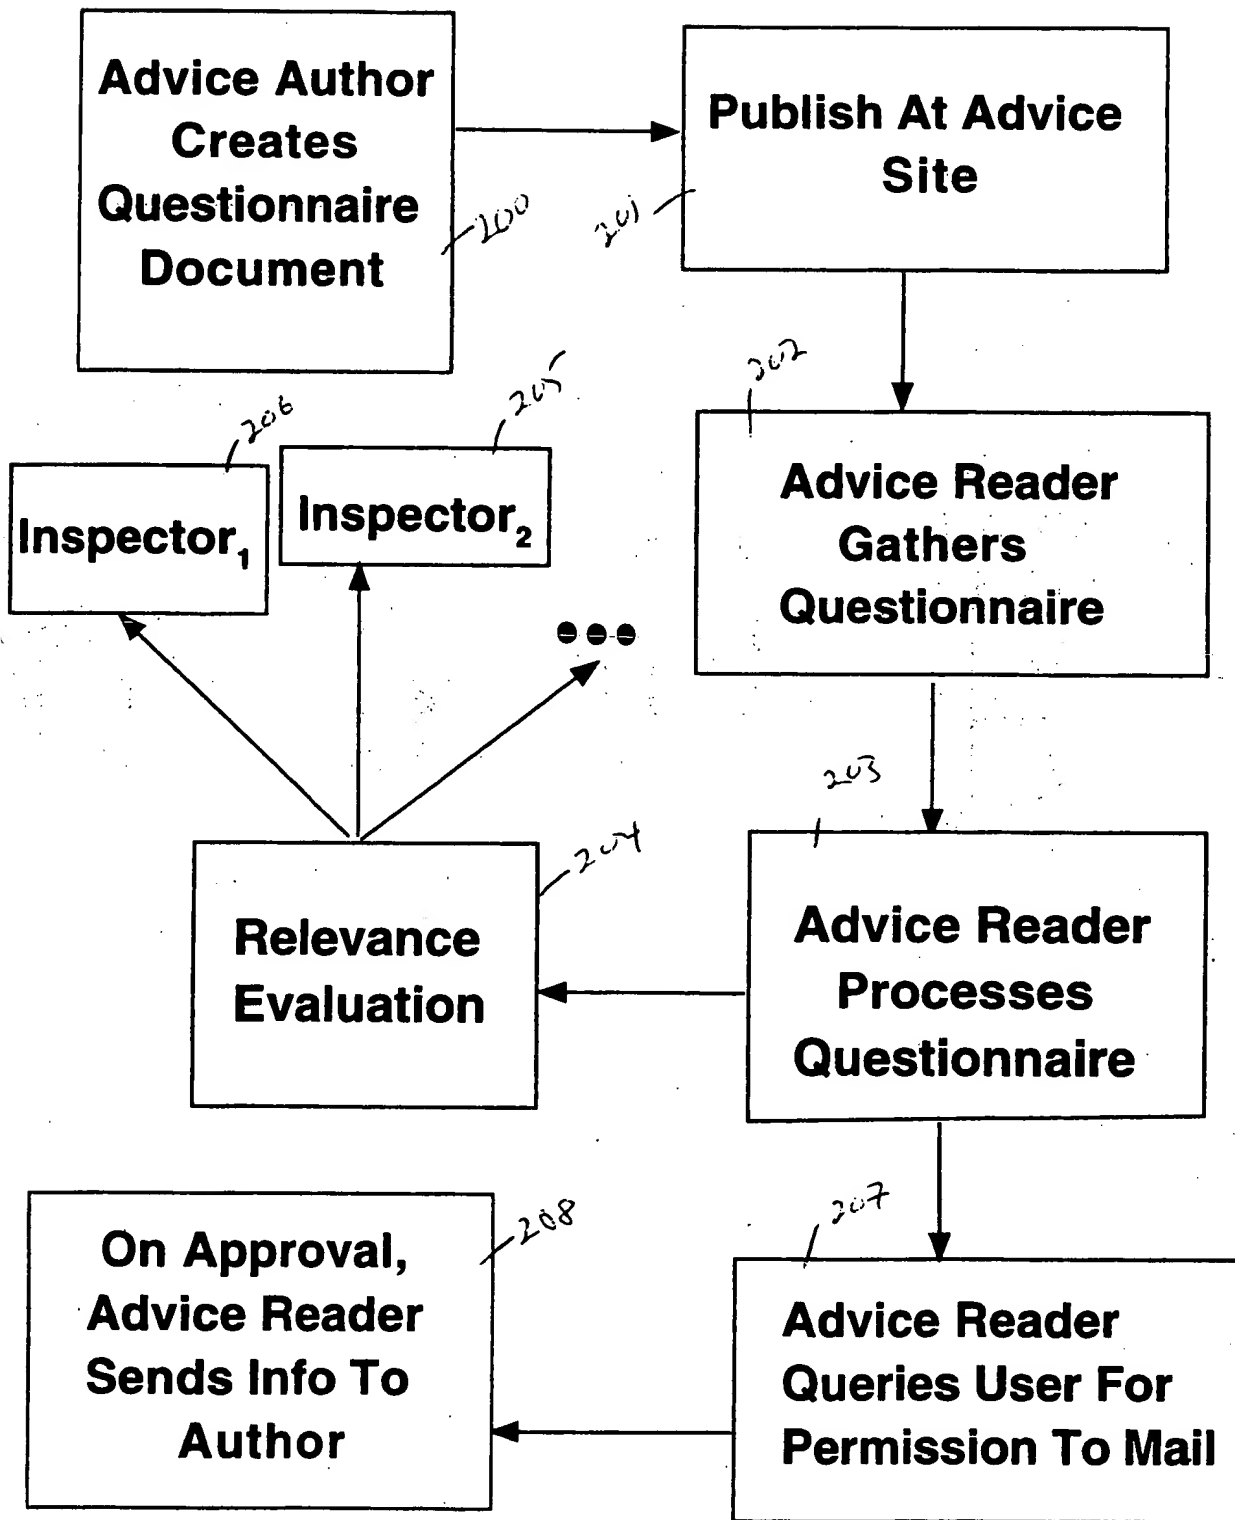 Advice Author
Creates
Questionnaire
Document
200
Publish At Advice
Site
201
202
Advice Reader
Gathers
Questionnaire
206
Inspector₁
205
Inspector₂
203
Advice Reader
Processes
Questionnaire
204
Relevance
Evaluation
207
Advice Reader
Queries User For
Permission To Mail
208
On Approval,
Advice Reader
Sends Info To
Author